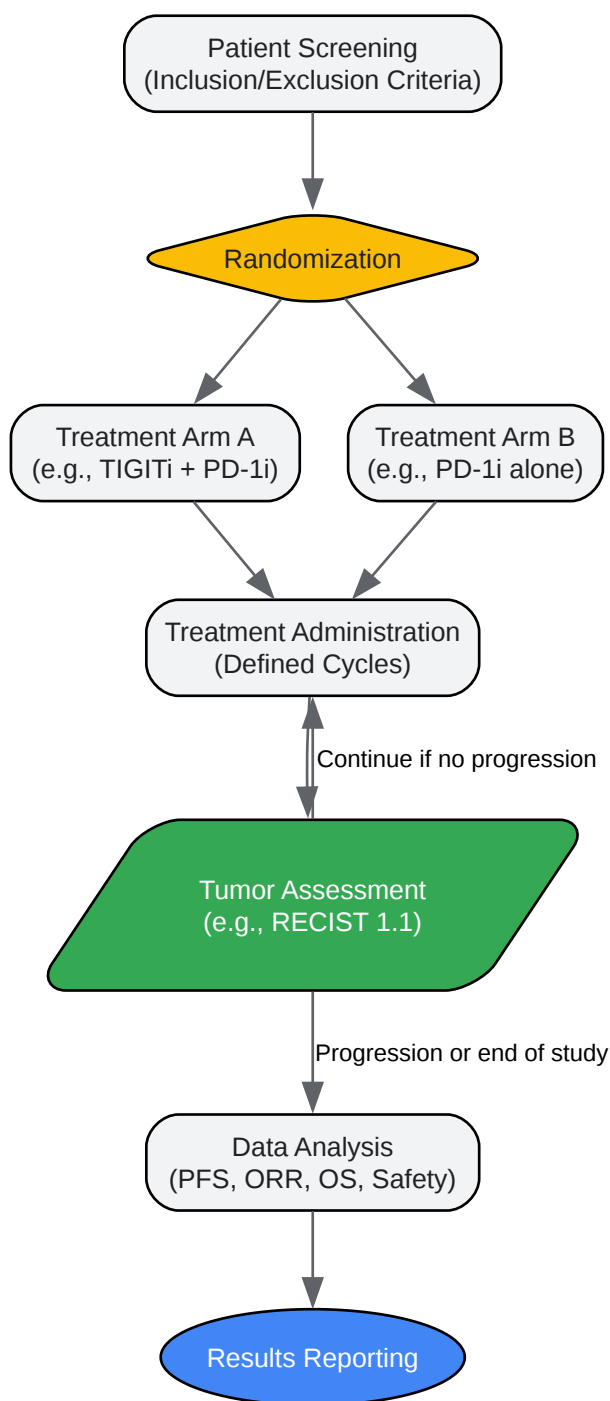 Patient Screening
(Inclusion/Exclusion Criteria)
Randomization
Treatment Arm A
(e.g., TIGITi + PD-1i)
Treatment Arm B
(e.g., PD-1i alone)
Treatment Administration
(Defined Cycles)
Continue if no progression
Tumor Assessment
(e.g., RECIST 1.1)
Progression or end of study
Data Analysis
(PFS, ORR, OS, Safety)
Results Reporting